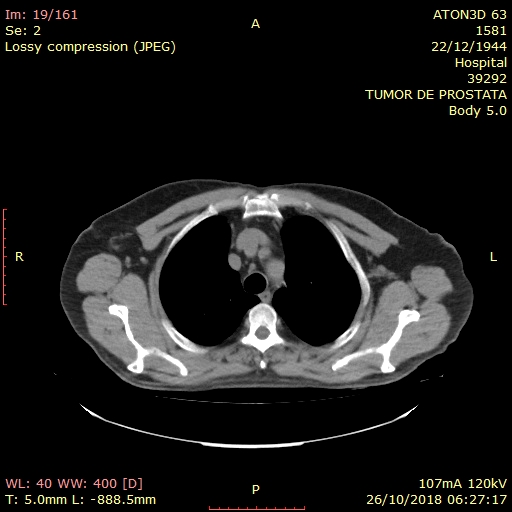 Im: 19/161
Se: 2
Lossy compression (JPEG)
A
ATON3D 63
1581
22/12/1944
Hospital
39292
TUMOR DE PROSTATA
Body 5.0
R
L
WL: 40 WW: 400 [D]
T: 5.0mm L: -888.5mm
P
107mA 120kV
26/10/2018 06:27:17